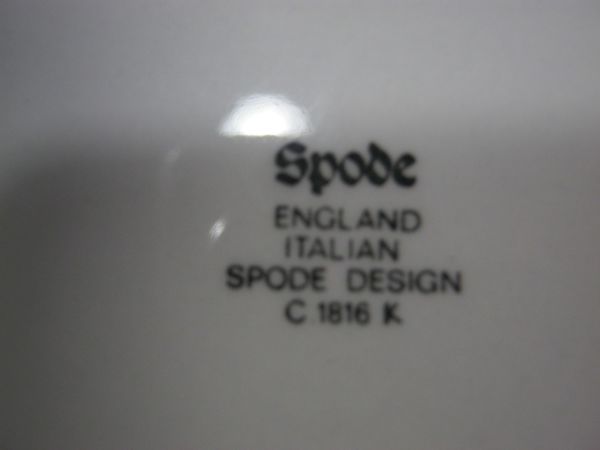 Spode
ENGLAND
ITALIAN
SPODE DESIGN
C.1816 K